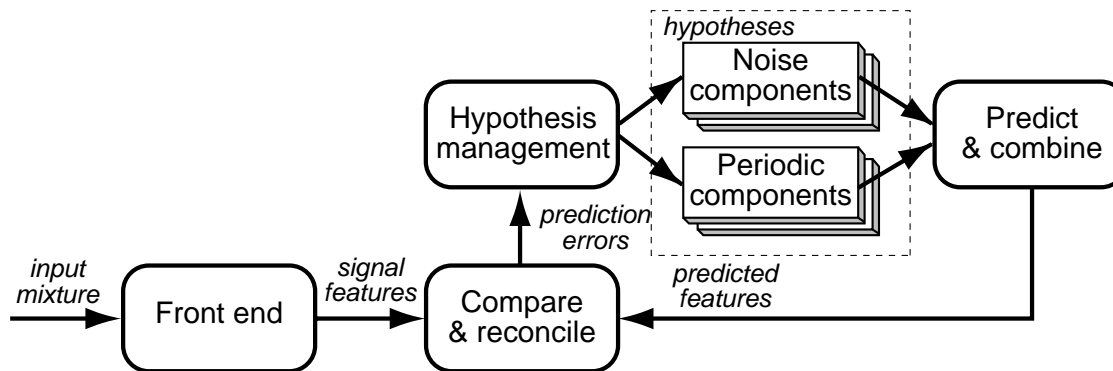 hypotheses
Noise
components
Hypothesis
management
Predict
& combine
Periodic
components
prediction
errors
input
mixture
signal
features
predicted
features
Front end
Compare
& reconcile